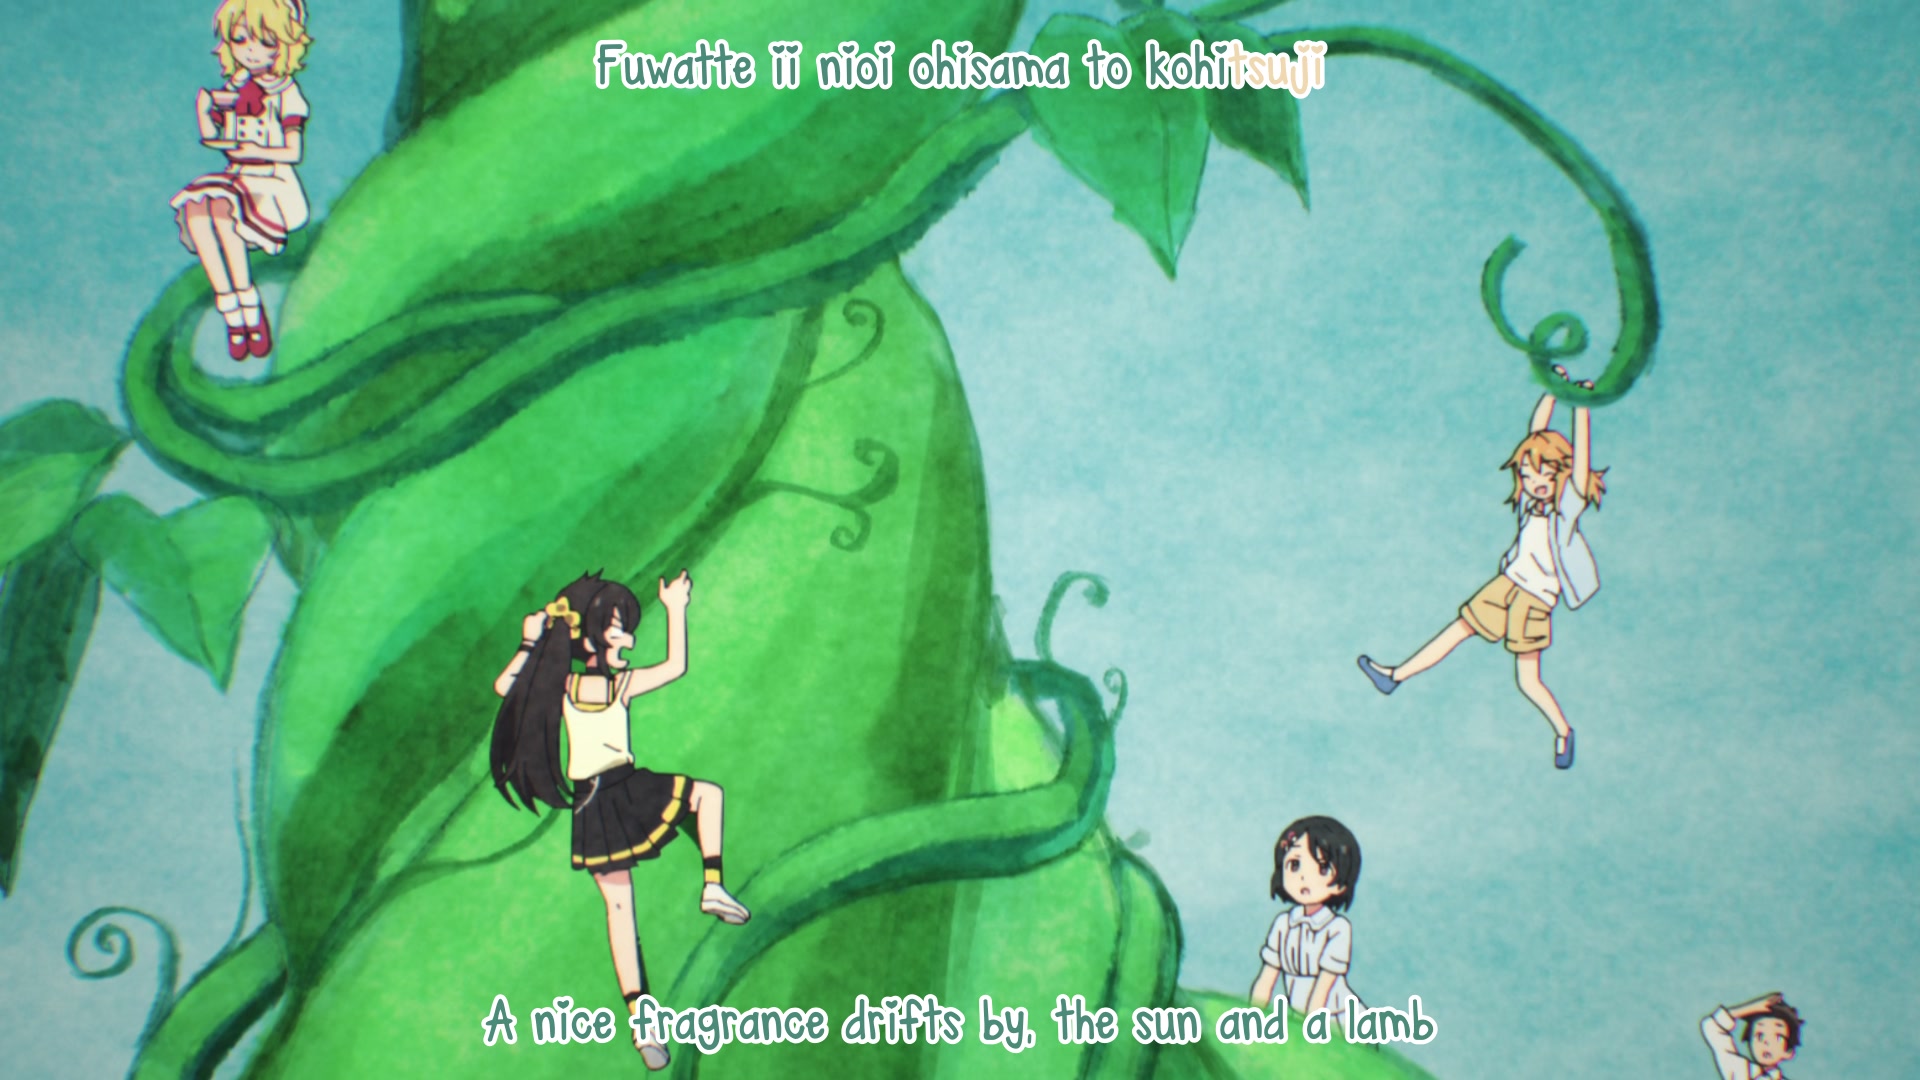 Fuwatte ii nioi ohisama to kohitsuji
A nice fragrance drifts by, the sun and a lamb